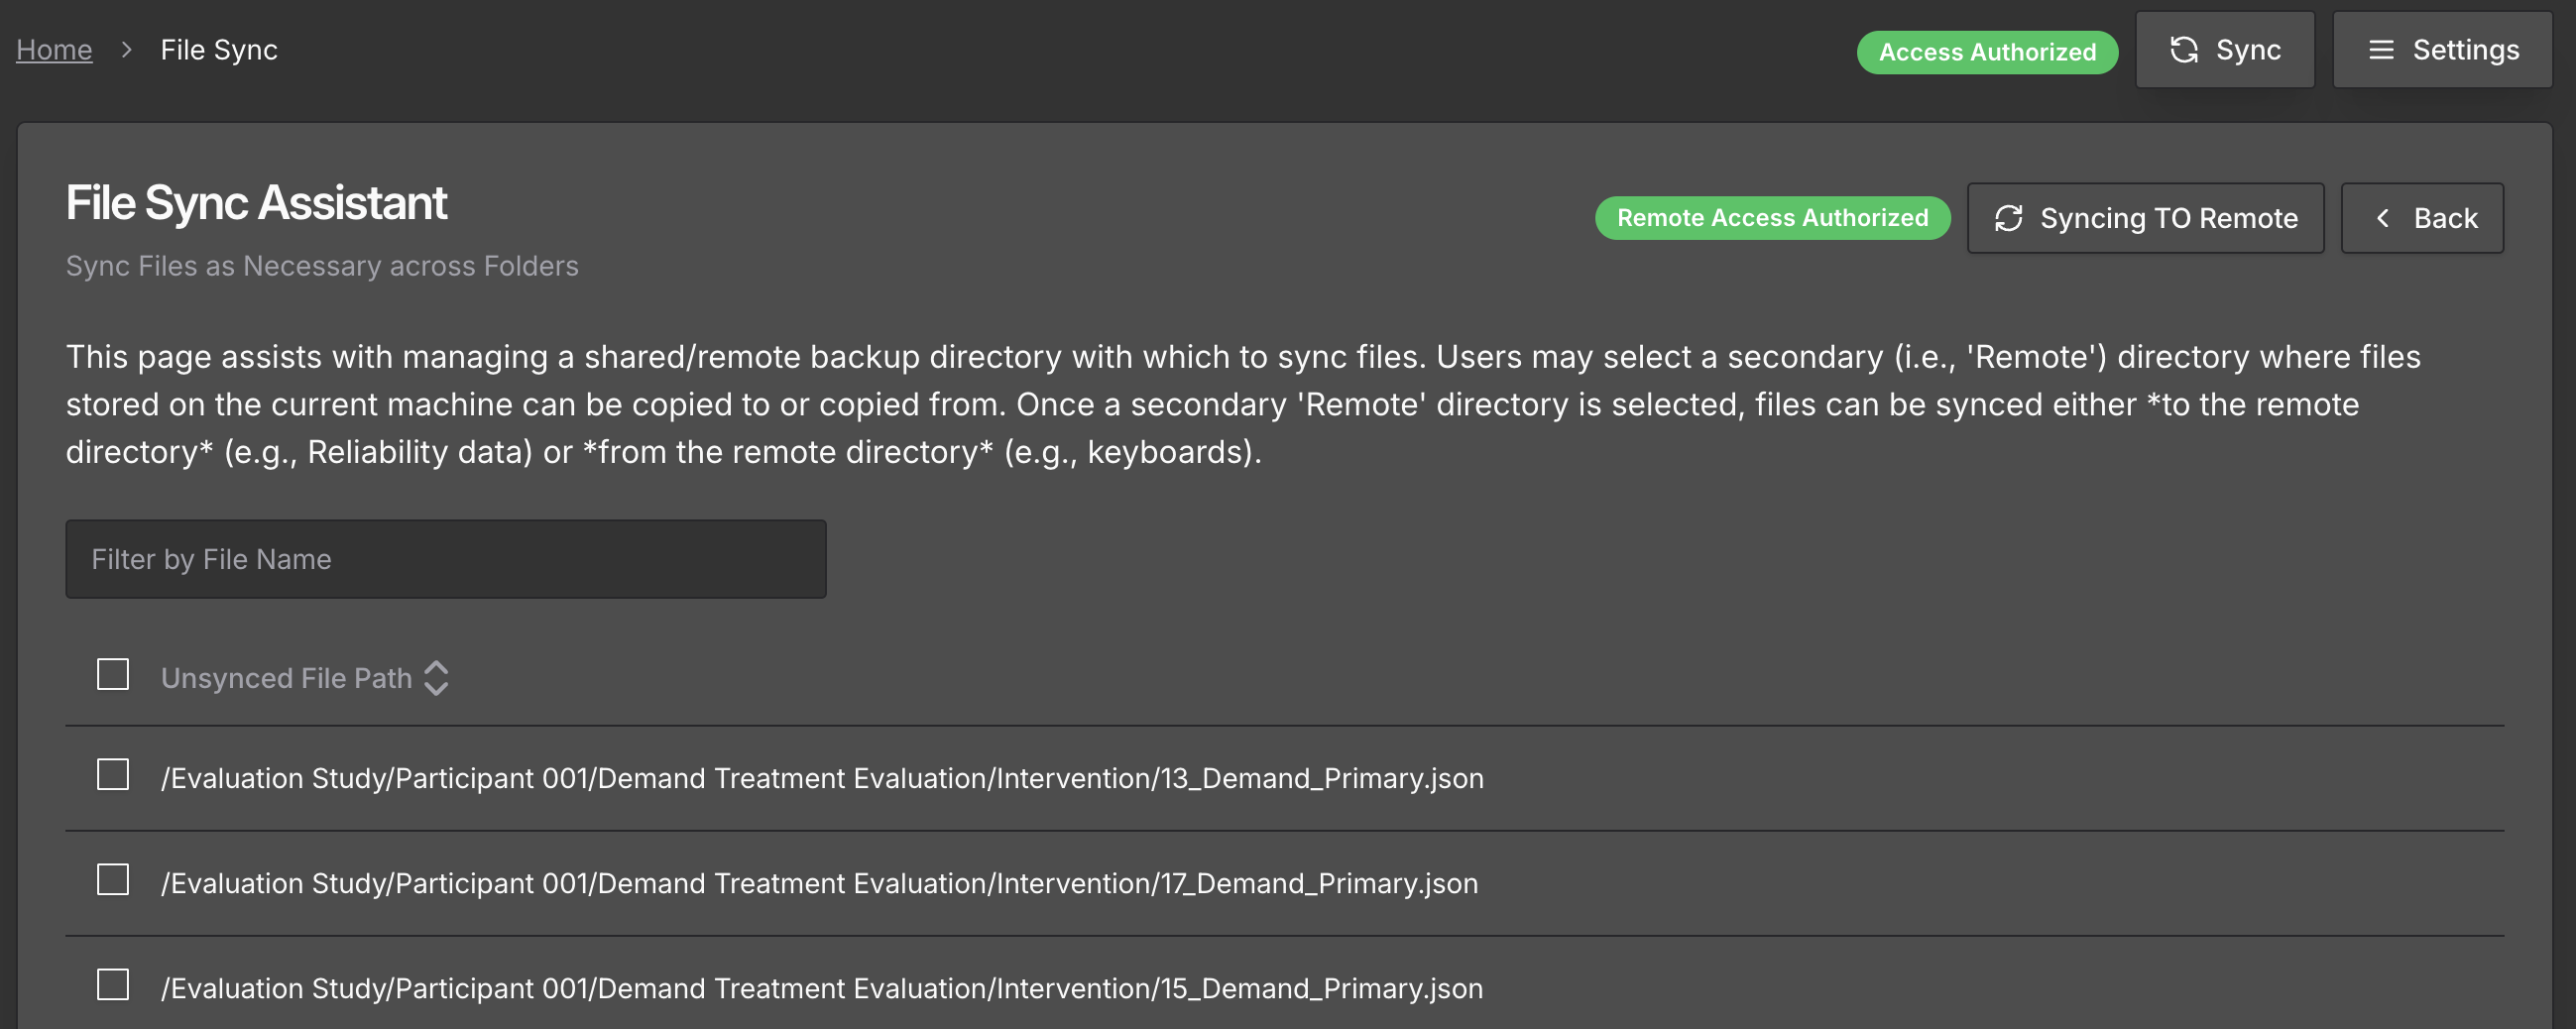 Home > File Sync
Access Authorized
Sync
Settings
File Sync Assistant
Remote Access Authorized
Syncing TO Remote
Back
Sync Files as Necessary across Folders
This page assists with managing a shared/remote backup directory with which to sync files. Users may select a secondary (i.e., 'Remote') directory where files
stored on the current machine can be copied to or copied from. Once a secondary 'Remote' directory is selected, files can be synced either *to the remote
directory* (e.g., Reliability data) or *from the remote directory* (e.g., keyboards).
Filter by File Name
Unsynced File Path
/Evaluation Study/Participant 001/Demand Treatment Evaluation/Intervention/13_Demand_Primary.json
/Evaluation Study/Participant 001/Demand Treatment Evaluation/Intervention/17_Demand_Primary.json
/Evaluation Study/Participant 001/Demand Treatment Evaluation/Intervention/15_Demand_Primary.json